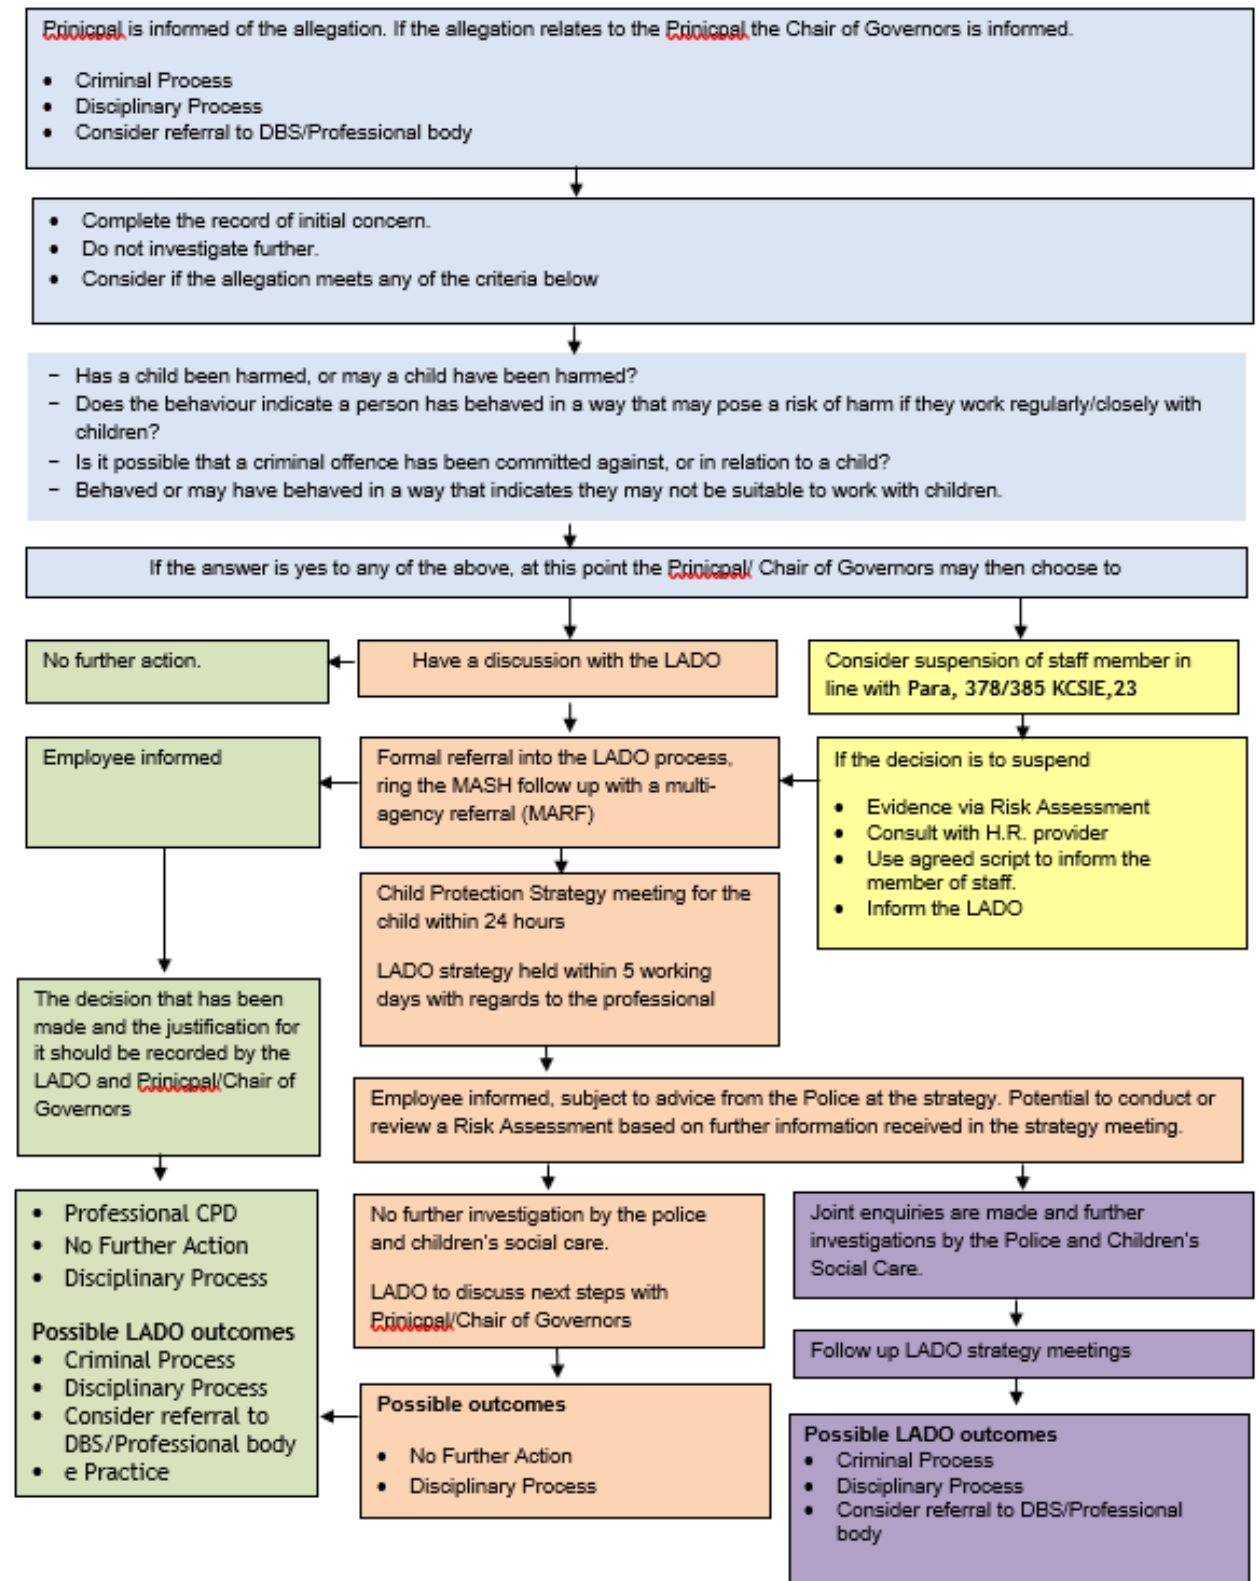 Prinicpal is informed of the allegation. If the allegation relates to the Prinicpal the Chair of Governors is informed.
• Criminal Process
• Disciplinary Process
• Consider referral to DBS/Professional body
• Complete the record of initial concern.
• Do not investigate further.
• Consider if the allegation meets any of the criteria below
− Has a child been harmed, or may a child have been harmed?
− Does the behaviour indicate a person has behaved in a way that may pose a risk of harm if they work regularly/closely with
children?
− Is it possible that a criminal offence has been committed against, or in relation to a child?
− Behaved or may have behaved in a way that indicates they may not be suitable to work with children.
If the answer is yes to any of the above, at this point the Prinicpal/ Chair of Governors may then choose to
No further action.
Have a discussion with the LADO
Consider suspension of staff member in
line with Para, 378/385 KCSIE,23
Employee informed
Formal referral into the LADO process,
ring the MASH follow up with a multi-
agency referral (MARF)
If the decision is to suspend
• Evidence via Risk Assessment
• Consult with H.R. provider
• Use agreed script to inform the
member of staff.
• Inform the LADO
Child Protection Strategy meeting for the
child within 24 hours
LADO strategy held within 5 working
days with regards to the professional
The decision that has been
made and the justification for
it should be recorded by the
LADO and Prinicpal/Chair of
Governors
Employee informed, subject to advice from the Police at the strategy. Potential to conduct or
review a Risk Assessment based on further information received in the strategy meeting.
• Professional CPD
• No Further Action
• Disciplinary Process
Possible LADO outcomes
• Criminal Process
• Disciplinary Process
• Consider referral to
DBS/Professional body
• e Practice
No further investigation by the police
and children's social care.
LADO to discuss next steps with
Prinicpal/Chair of Governors
Possible outcomes
• No Further Action
• Disciplinary Process
Joint enquiries are made and further
investigations by the Police and Children's
Social Care.
Follow up LADO strategy meetings
Possible LADO outcomes
• Criminal Process
• Disciplinary Process
• Consider referral to DBS/Professional
body